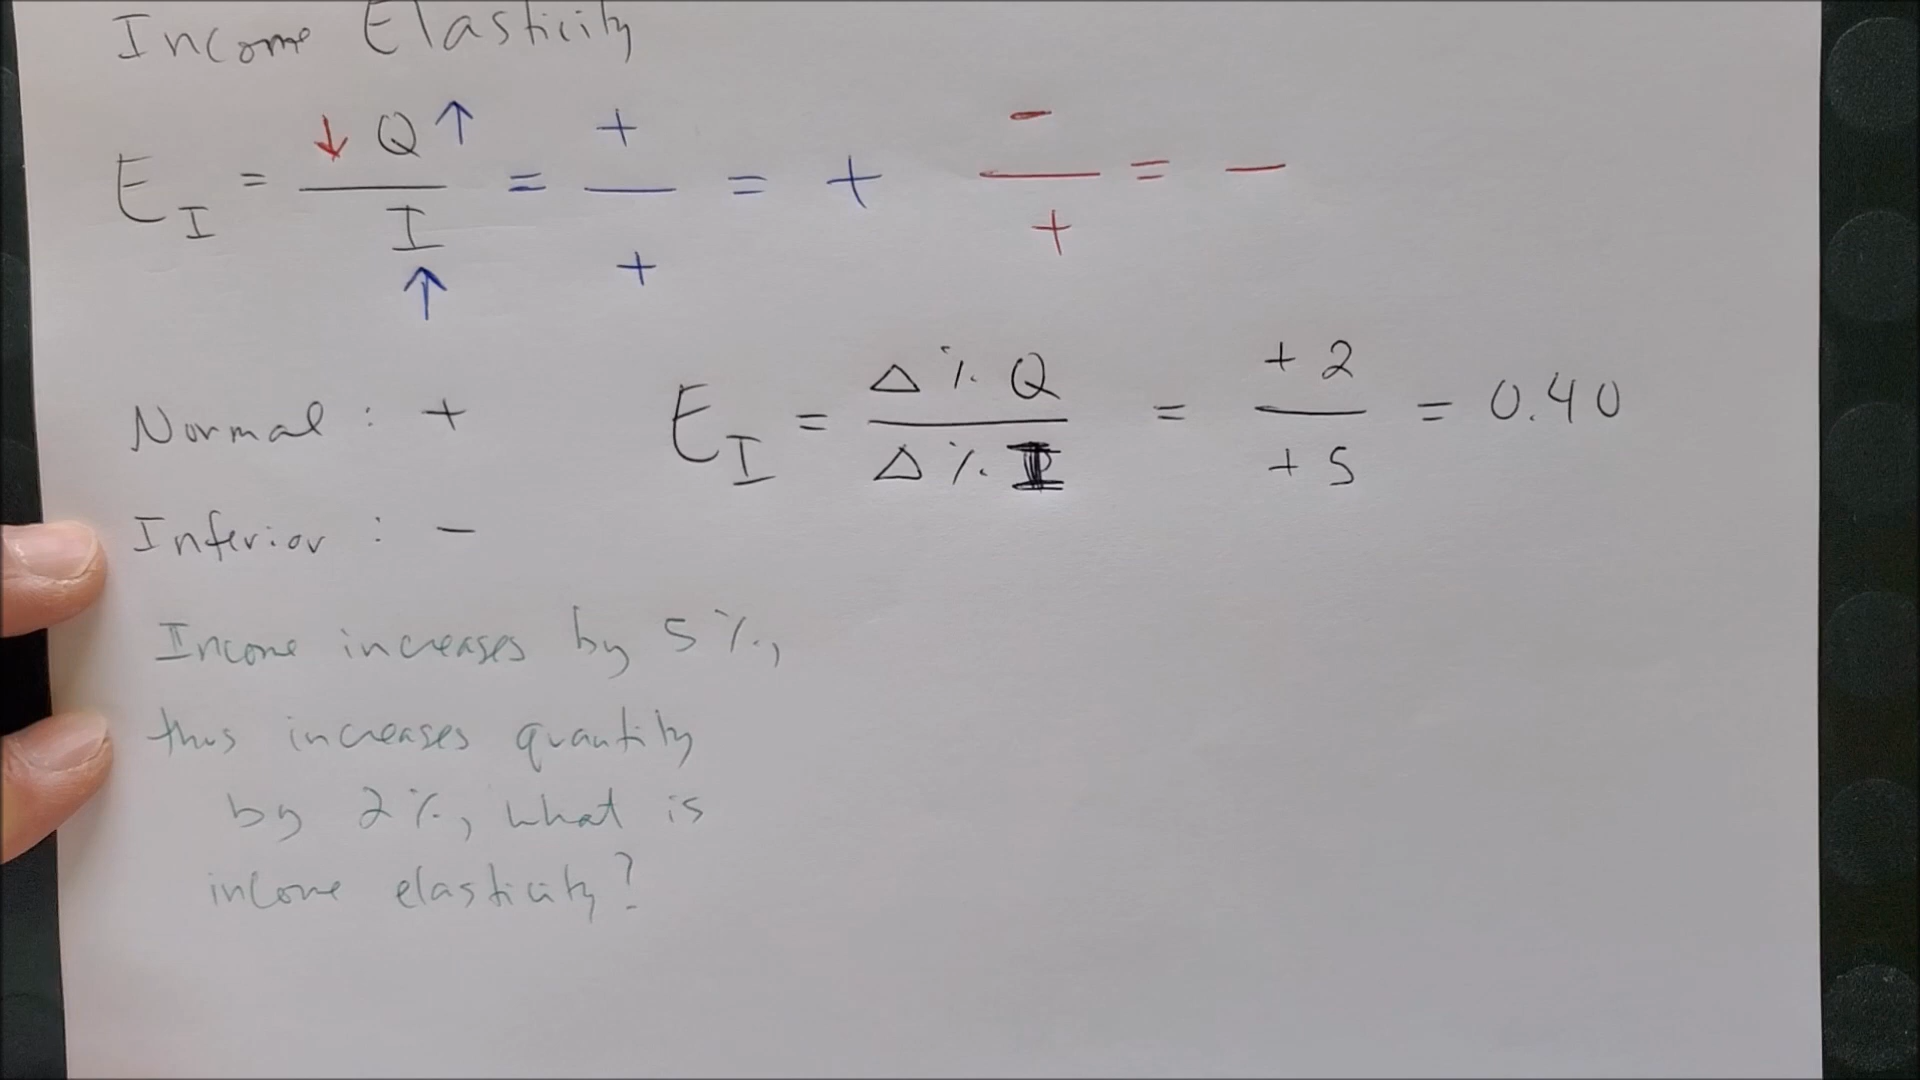 Income Elasticity
E_I = ↓ Q ↑ / I ↑ = + / + = + - / + = -
Normal : +
E_I = Δ % Q / Δ % I = + 2 / + 5 = 0.40
Inferior : -
Income increases by 5 %,
thus increases quantity
by 2 %, what is
income elasticity?